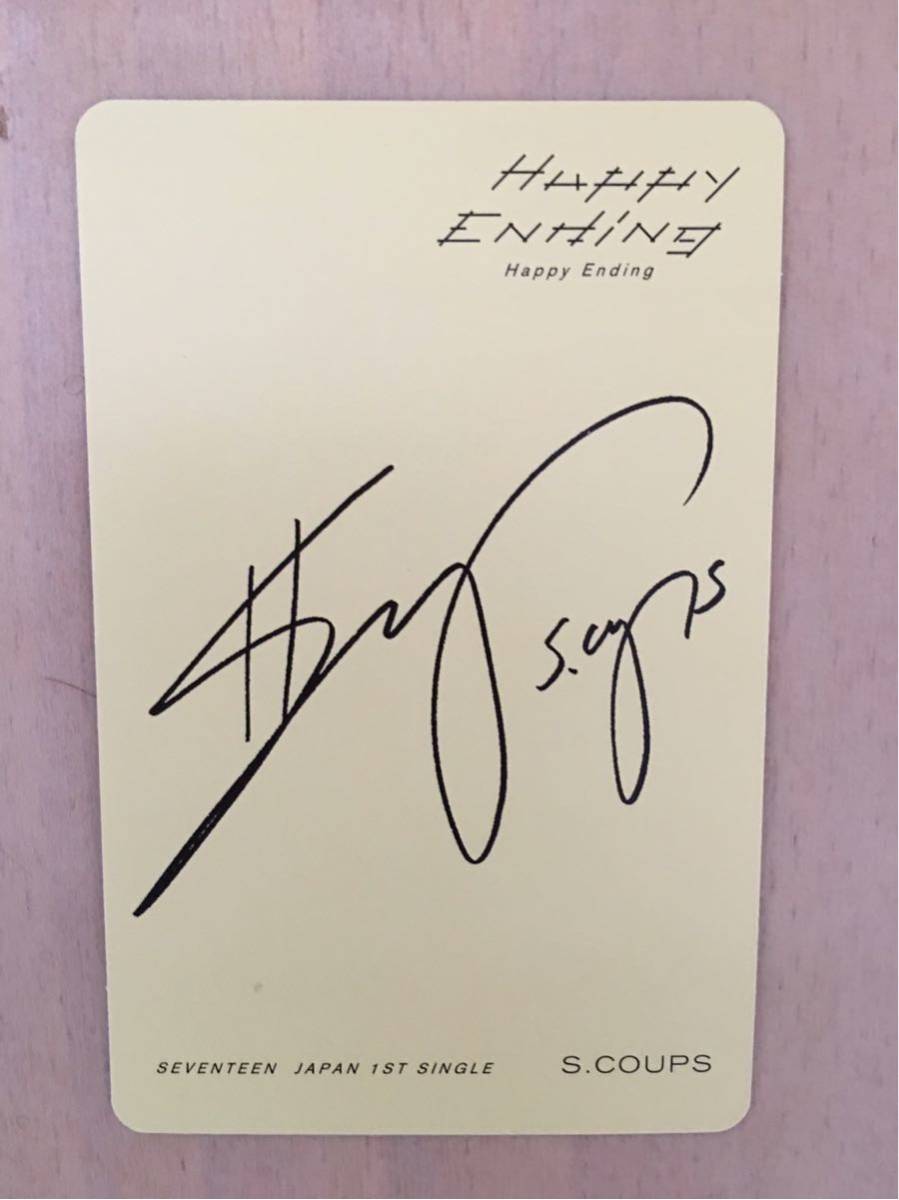 Happy
Ending
Happy Ending
S.Coups
SEVENTEEN JAPAN 1ST SINGLE
S.COUPS